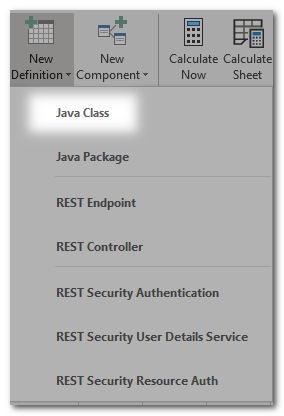 New Definition
New Component
Calculate Now
Calculate Sheet
Java Class
Java Package
REST Endpoint
REST Controller
REST Security Authentication
REST Security User Details Service
REST Security Resource Auth